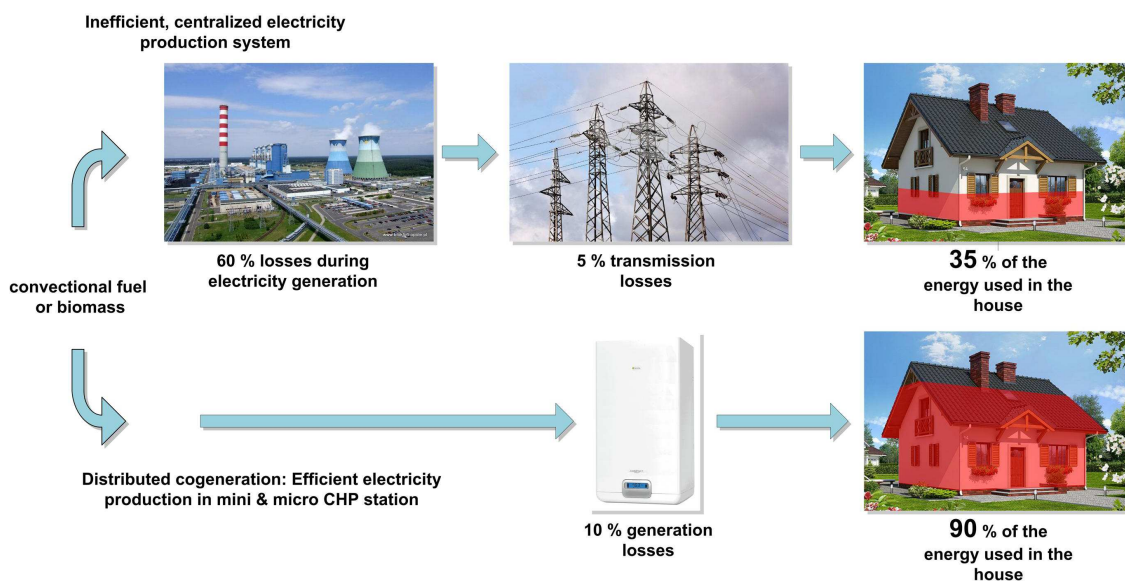 Inefficient, centralized electricity
production system
60 % losses during
electricity generation
5 % transmission
losses
35 % of the
energy used in the
house
convectional fuel
or biomass
Distributed cogeneration: Efficient electricity
production in mini & micro CHP station
10 % generation
losses
90 % of the
energy used in the
house